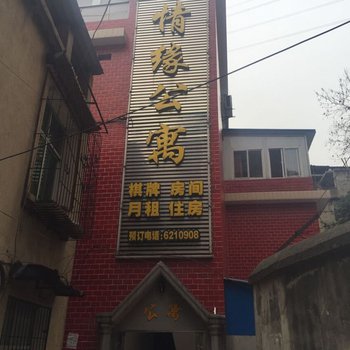 情缘公寓
棋牌 房间
月租 住房
预订电话:6210908
公寓